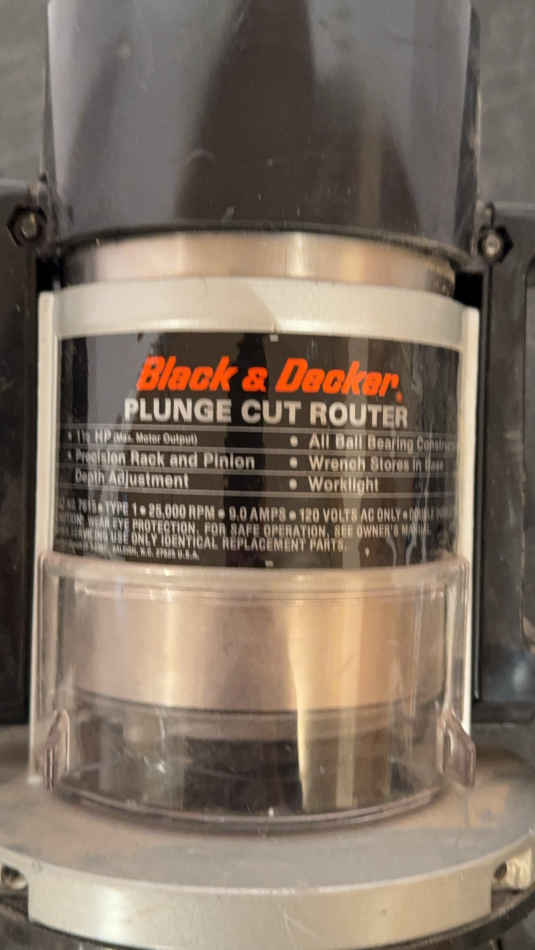 Black & Decker®
PLUNGE CUT ROUTER
• 1½ HP (Max. Motor Output)
• Precision Rack and Pinion
Depth Adjustment
• All Ball Bearing
• Wrench Stores in Base
• Worklight
TYPE 1 • 25,000 RPM • 9.0 AMPS • 120 VOLTS AC ONLY •
WEAR EYE PROTECTION. FOR SAFE OPERATION, SEE OWNER'S
USE ONLY IDENTICAL REPLACEMENT PARTS.
U.S.A.